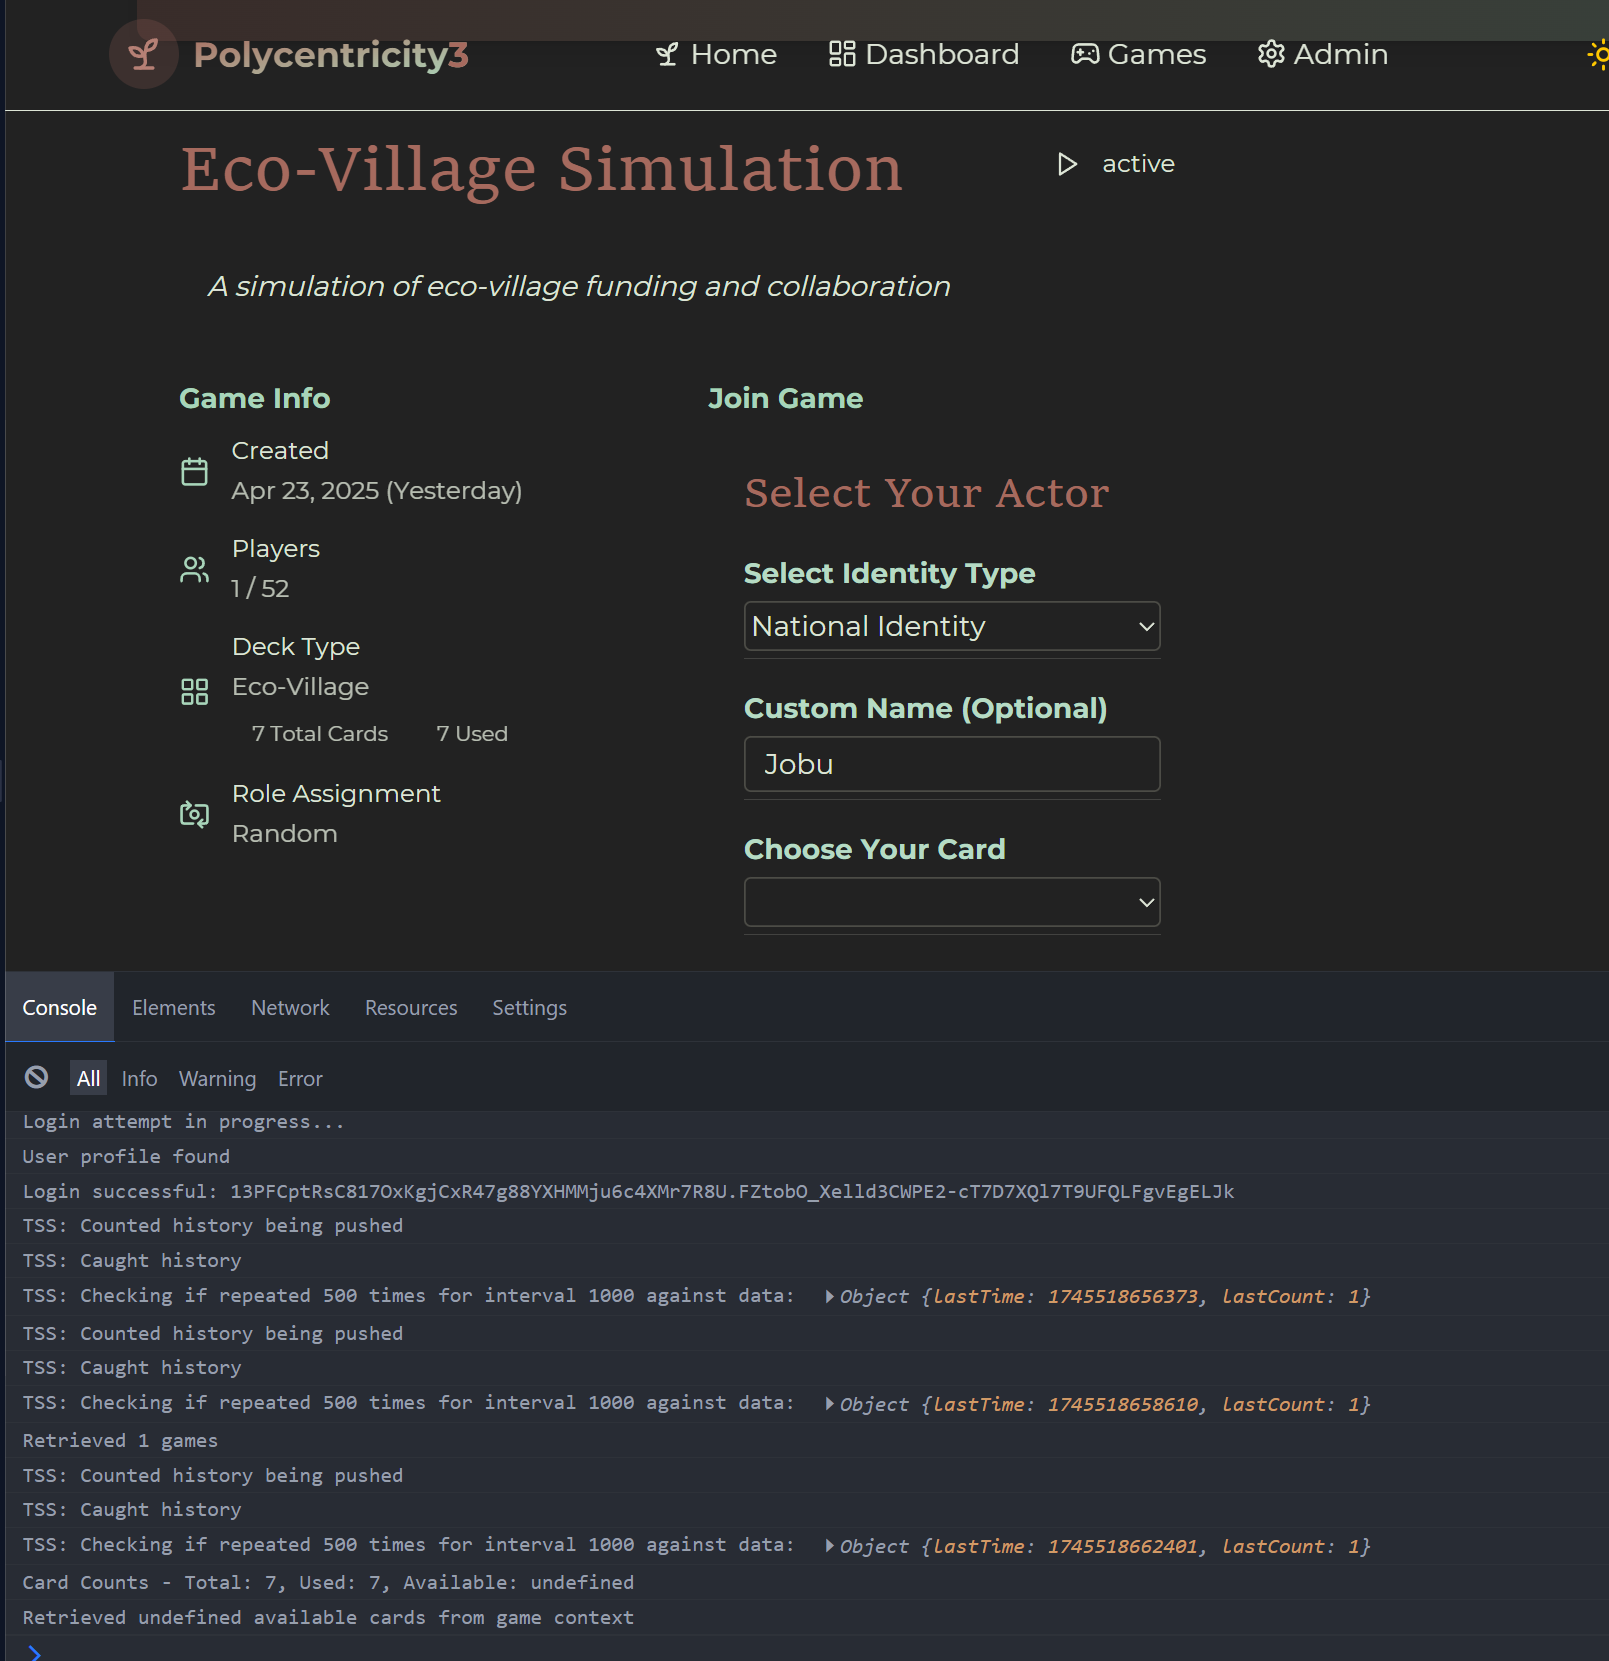 Polycentricity3
Home
Dashboard
Games
Admin
Eco-Village Simulation
active
A simulation of eco-village funding and collaboration
Game Info
Created
Apr 23, 2025 (Yesterday)
Players
1 / 52
Deck Type
Eco-Village
7 Total Cards 7 Used
Role Assignment
Random
Join Game
Select Your Actor
Select Identity Type
National Identity
Custom Name (Optional)
Jobu
Choose Your Card
Console Elements Network Resources Settings
All Info Warning Error
Login attempt in progress...
User profile found
Login successful: 13PFCptRsC817OxKgjCxR47g88YXHMMju6c4XMr7R8U.FZtobO_Xelld3CWPE2-cT7D7XQl7T9UFQLFgvEgELJk
TSS: Counted history being pushed
TSS: Caught history
TSS: Checking if repeated 500 times for interval 1000 against data: Object {lastTime: 1745518656373, lastCount: 1}
TSS: Counted history being pushed
TSS: Caught history
TSS: Checking if repeated 500 times for interval 1000 against data: Object {lastTime: 1745518658610, lastCount: 1}
Retrieved 1 games
TSS: Counted history being pushed
TSS: Caught history
TSS: Checking if repeated 500 times for interval 1000 against data: Object {lastTime: 1745518662401, lastCount: 1}
Card Counts - Total: 7, Used: 7, Available: undefined
Retrieved undefined available cards from game context